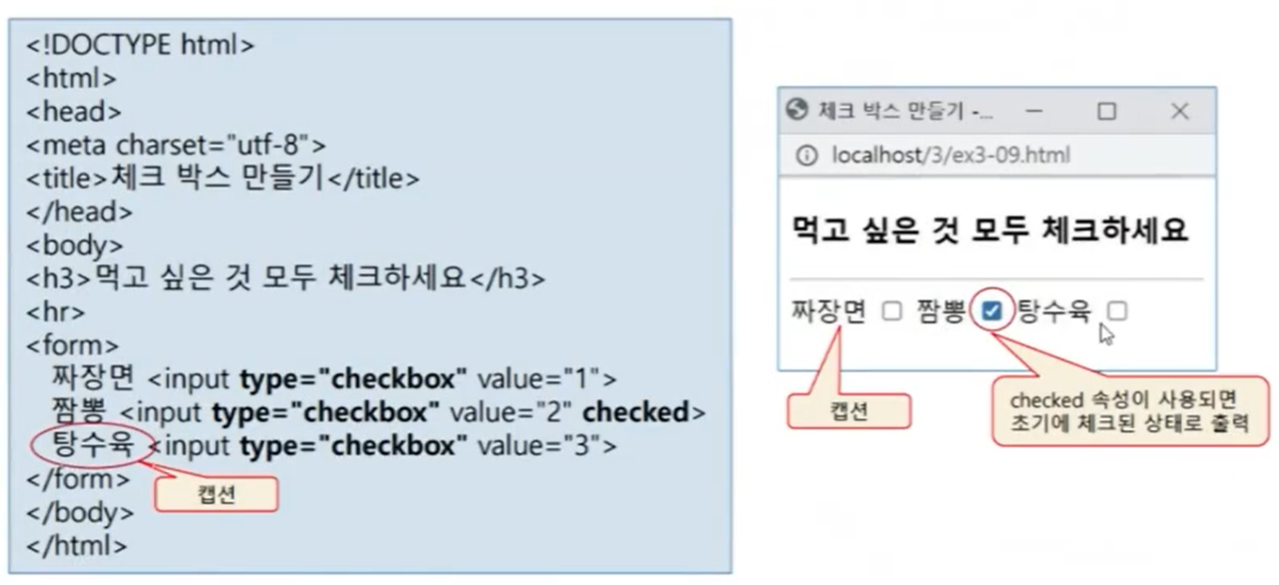 <!DOCTYPE html>
<html>
<head>
<meta charset="utf-8">
<title>체크 박스 만들기</title>
</head>
<body>
<h3>먹고 싶은 것 모두 체크하세요</h3>
<hr>
<form>
짜장면 <input type="checkbox" value="1">
짬뽕 <input type="checkbox" value="2" checked>
탕수육 <input type="checkbox" value="3">
</form>
캡션
</body>
</html>
체크 박스 만들기 -...
localhost/3/ex3-09.html
먹고 싶은 것 모두 체크하세요
짜장면 짬뽕 탕수육
캡션
checked 속성이 사용되면
초기에 체크된 상태로 출력